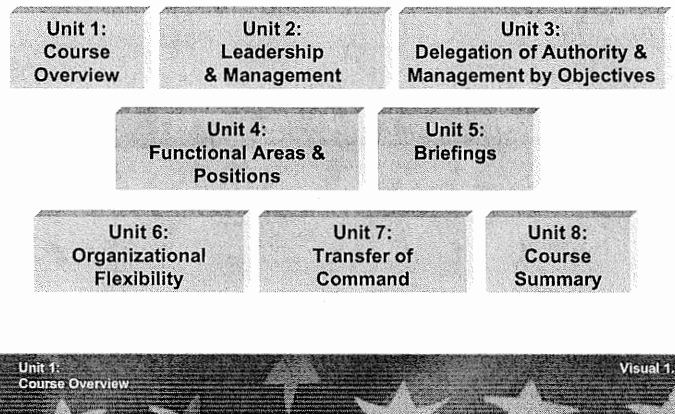 Unit 1:
Course
Overview
Unit 2:
Leadership
& Management
Unit 3:
Delegation of Authority &
Management by Objectives
Unit 4:
Functional Areas &
Positions
Unit 5:
Briefings
Unit 6:
Organizational
Flexibility
Unit 7:
Transfer of
Command
Unit 8:
Course
Summary
Unit 1:
Course Overview
Visual 1.